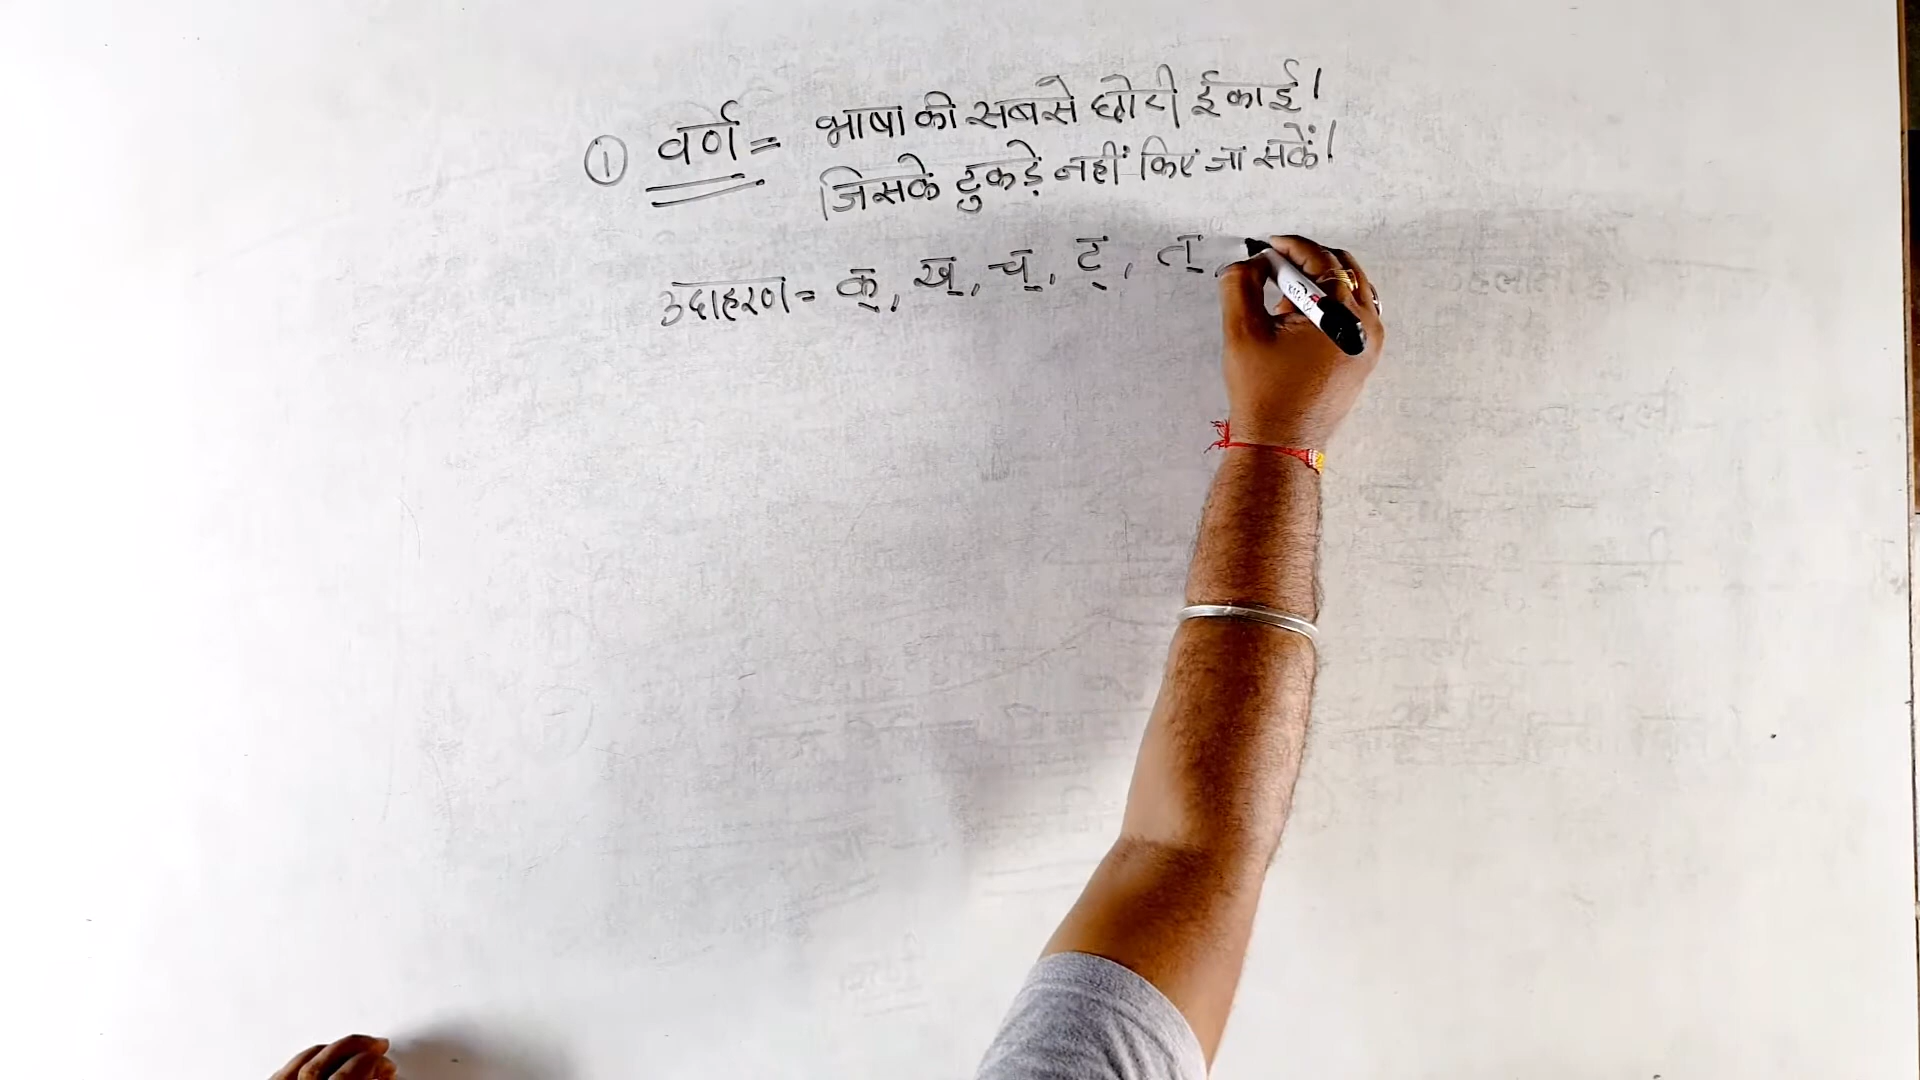 ① वर्ण = भाषा की सबसे छोटी ईकाई।
जिसके टुकड़े नहीं किए जा सकें।
उदाहरण = क्, ख्, च्, ट्, त्,